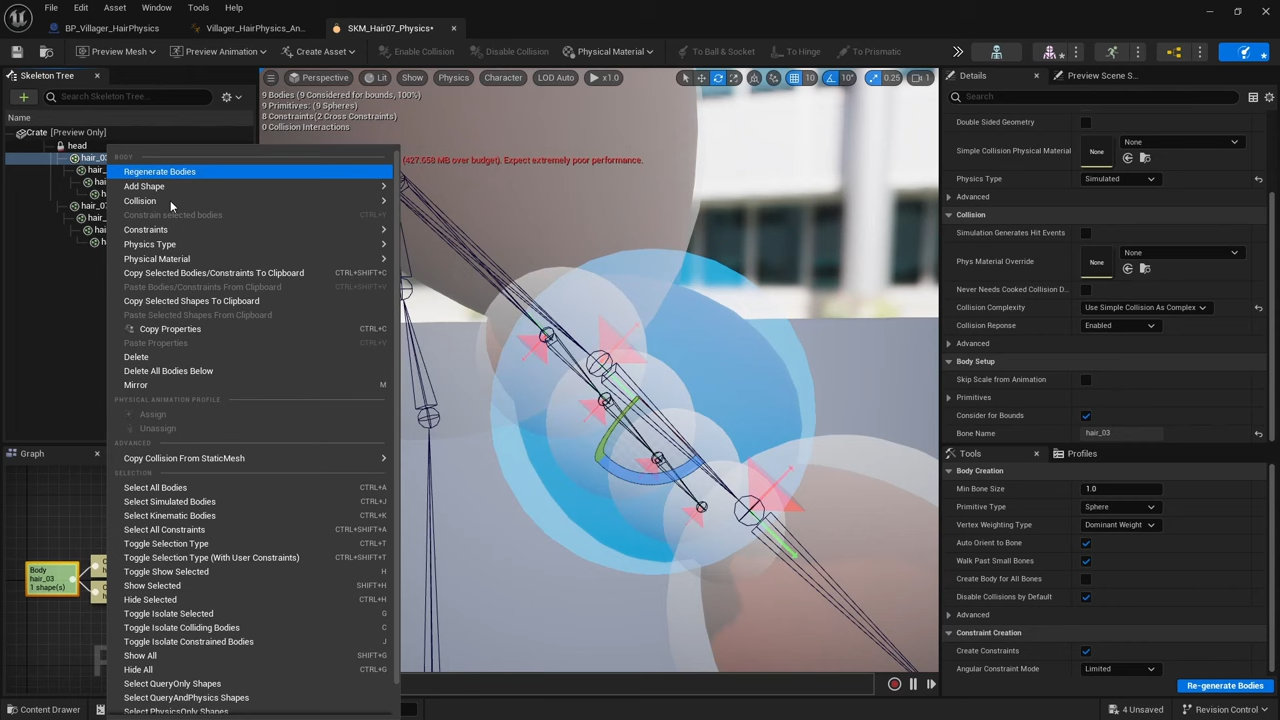 File Edit Asset Window Tools Help
BP_Villager_HairPhysics
Villager_HairPhysics_An...
SKM_Hair07_Physics*
Preview Mesh
Preview Animation
Create Asset
Enable Collision
Disable Collision
Physical Material
To Ball & Socket
To Hinge
To Prismatic
Skeleton Tree
Search Skeleton Tree...
Name
Crate [Preview Only]
head
hair_03
Perspective
Lit
Show
Physics
Character
LOD Auto
x1.0
10
10°
0.25
1
9 Bodies (9 Considered for bounds, 100%)
9 Primitives: (9 Spheres)
8 Constraints(2 Cross Constraints)
0 Collision Interactions
(427.658 MB over budget). Expect extremely poor performance.
BODY
Regenerate Bodies
Add Shape
Collision
Constrain selected bodies CTRL+Y
Constraints
Physics Type
Physical Material
Copy Selected Bodies/Constraints To Clipboard CTRL+SHIFT+C
Paste Bodies/Constraints From Clipboard CTRL+SHIFT+V
Copy Selected Shapes To Clipboard
Paste Selected Shapes From Clipboard
Copy Properties CTRL+C
Paste Properties CTRL+V
Delete
Delete All Bodies Below
Mirror M
PHYSICAL ANIMATION PROFILE
Assign
Unassign
ADVANCED
Copy Collision From StaticMesh
SELECTION
Select All Bodies CTRL+A
Select Simulated Bodies CTRL+J
Select Kinematic Bodies CTRL+K
Select All Constraints CTRL+SHIFT+A
Toggle Selection Type CTRL+T
Toggle Selection Type (With User Constraints) CTRL+SHIFT+T
Toggle Show Selected H
Show Selected SHIFT+H
Hide Selected CTRL+H
Toggle Isolate Selected G
Toggle Isolate Colliding Bodies C
Toggle Isolate Constrained Bodies J
Show All SHIFT+G
Hide All CTRL+G
Select QueryOnly Shapes
Select QueryAndPhysics Shapes
Select PhysicsOnly Shapes
Graph
Body
hair_03
1 shape(s)
Details
Preview Scene S...
Search
Double Sided Geometry
Simple Collision Physical Material None None
Physics Type Simulated
Advanced
Collision
Simulation Generates Hit Events
Phys Material Override None None
Never Needs Cooked Collision D...
Collision Complexity Use Simple Collision As Complex
Collision Reponse Enabled
Advanced
Body Setup
Skip Scale from Animation
Primitives
Consider for Bounds
Bone Name hair_03
Tools
Profiles
Body Creation
Min Bone Size 1.0
Primitive Type Sphere
Vertex Weighting Type Dominant Weight
Auto Orient to Bone
Walk Past Small Bones
Create Body for All Bones
Disable Collisions by Default
Advanced
Constraint Creation
Create Constraints
Angular Constraint Mode Limited
Re-generate Bodies
Content Drawer
4 Unsaved
Revision Control